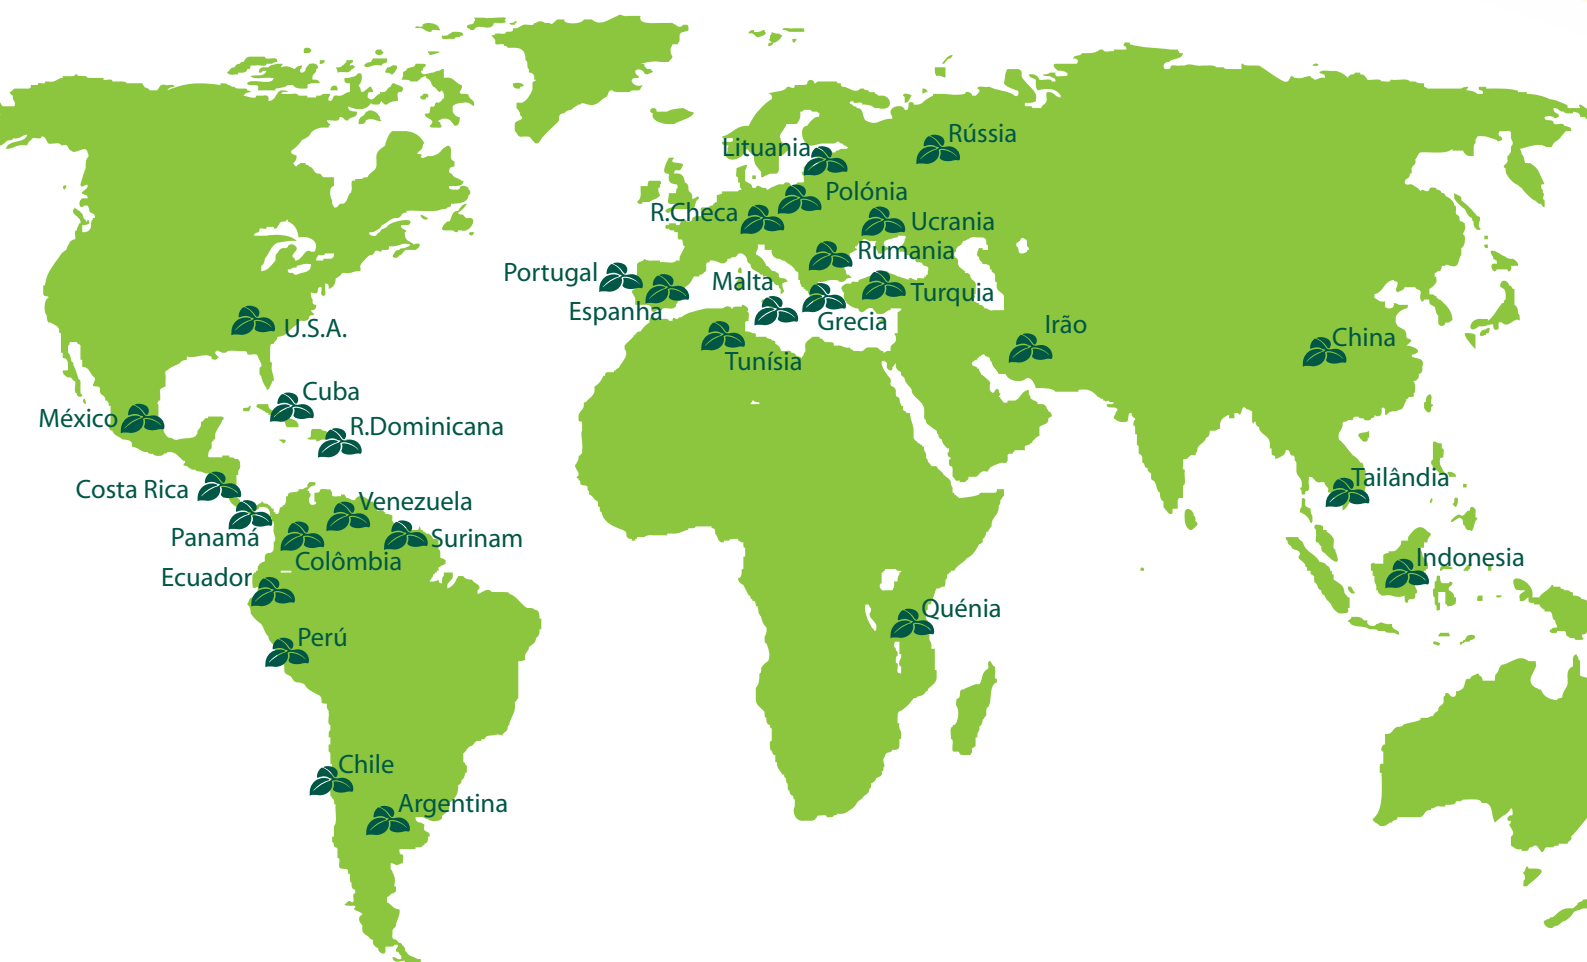 Rússia
Lituania
Polónia
R.Checa
Ucrania
Rumania
Portugal
Malta
Turquia
Espanha
Grecia
U.S.A.
Irão
China
Tunísia
Cuba
México
R.Dominicana
Tailândia
Costa Rica
Venezuela
Panamá
Surinam
Colômbia
Indonesia
Ecuador
Quénia
Perú
Chile
Argentina